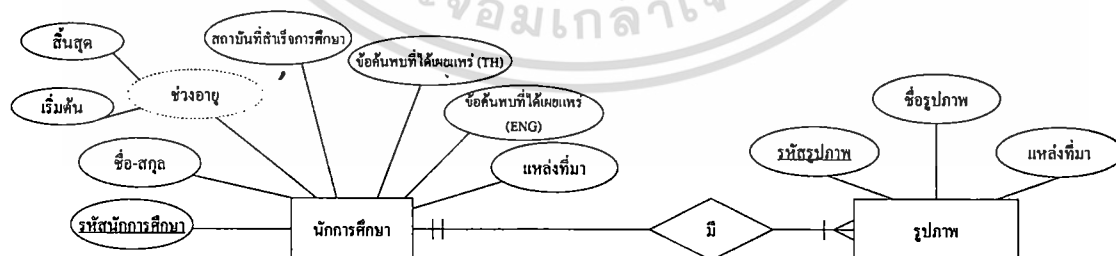 สิ้นสุด
สถาบันที่สำเร็จการศึกษา
ข้อค้นพบที่ได้เผยแพร่ (TH)
ช่วงอายุ
เริ่มต้น
ข้อค้นพบที่ได้เผยแพร่
(ENG)
ชื่อ-สกุล
แหล่งที่มา
รหัสนักการศึกษา
นักการศึกษา
มี
ชื่อรูปภาพ
รหัสรูปภาพ
แหล่งที่มา
รูปภาพ